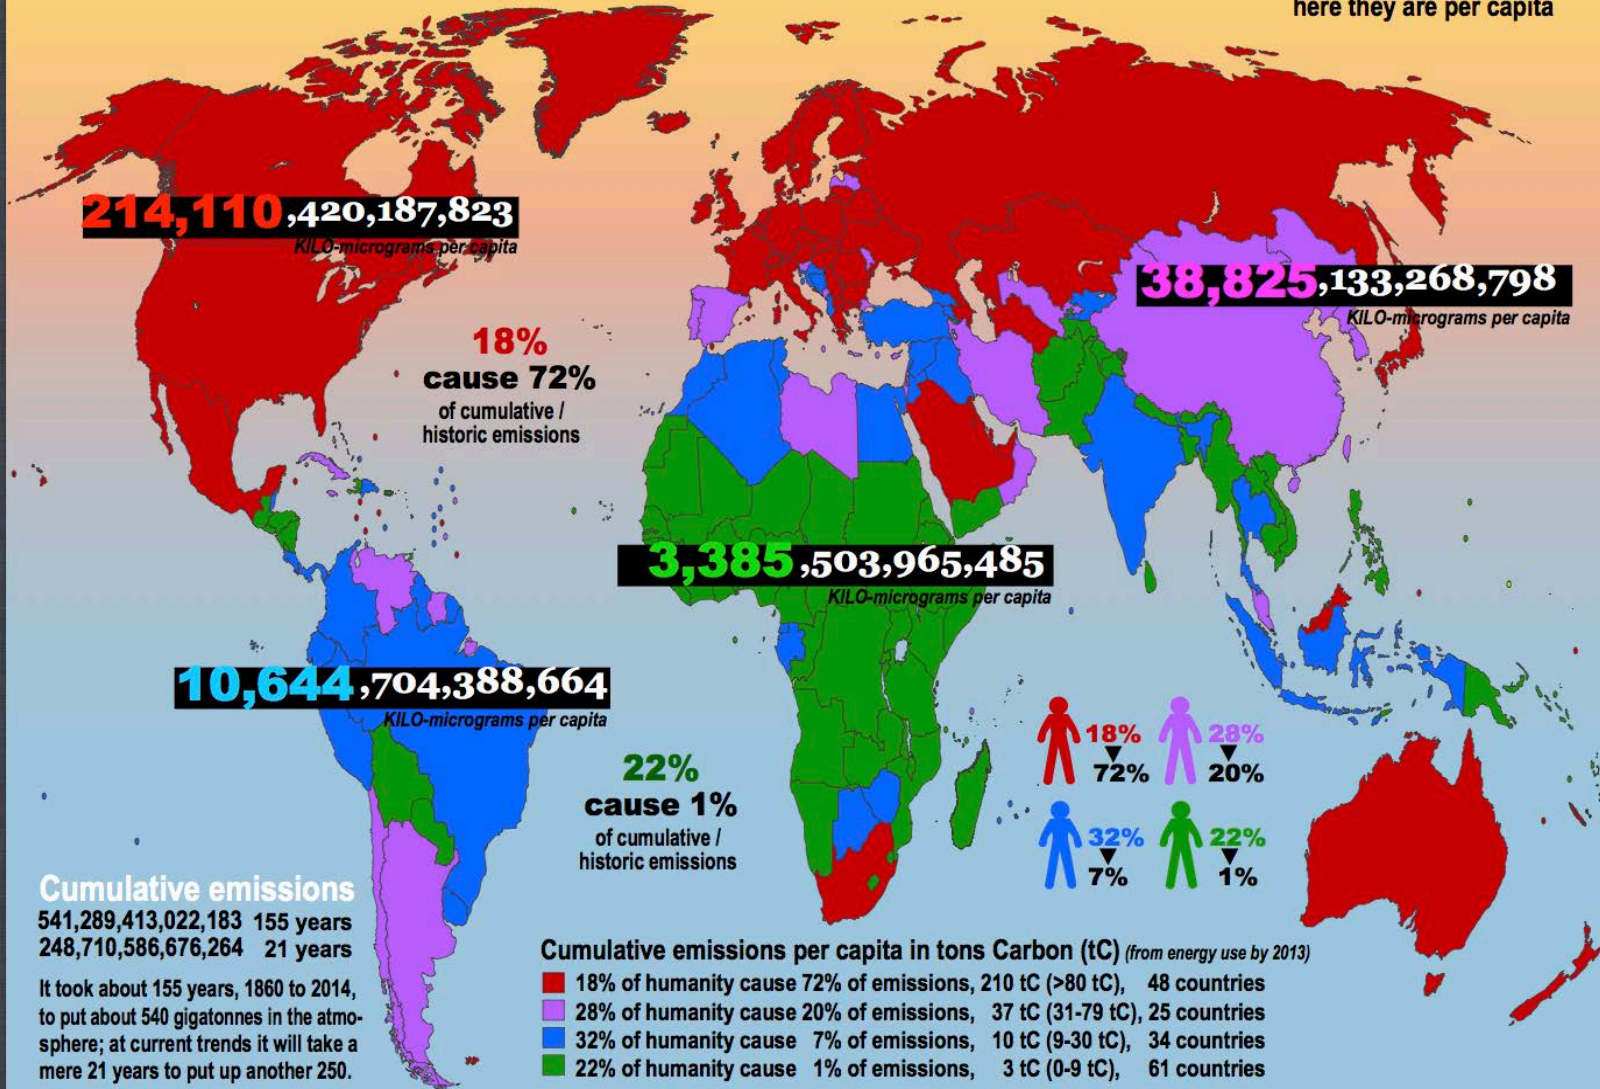 here they are per capita
214,110,420,187,823
KILO-micrograms per capita
38,825,133,268,798
KILO-micrograms per capita
18%
cause 72%
of cumulative /
historic emissions
3,385,503,965,485
KILO-micrograms per capita
10,644,704,388,664
KILO-micrograms per capita
18%
72%
28%
20%
32%
7%
22%
1%
22%
cause 1%
of cumulative /
historic emissions
Cumulative emissions
541,289,413,022,183 155 years
248,710,586,676,264 21 years
It took about 155 years, 1860 to 2014,
to put about 540 gigatonnes in the atmo-
sphere; at current trends it will take a
mere 21 years to put up another 250.
Cumulative emissions per capita in tons Carbon (tC) (from energy use by 2013)
18% of humanity cause 72% of emissions, 210 tC (>80 tC), 48 countries
28% of humanity cause 20% of emissions, 37 tC (31-79 tC), 25 countries
32% of humanity cause 7% of emissions, 10 tC (9-30 tC), 34 countries
22% of humanity cause 1% of emissions, 3 tC (0-9 tC), 61 countries